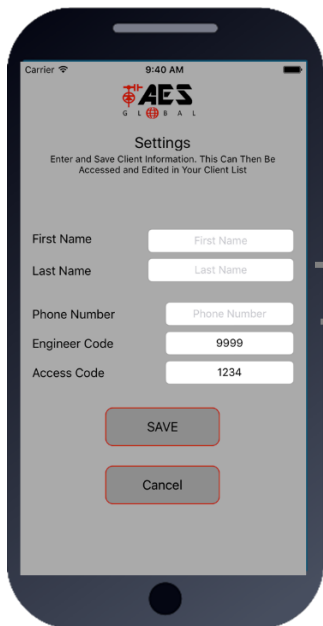 Carrier
9:40 AM
AES
GLOBAL
Settings
Enter and Save Client Information. This Can Then Be
Accessed and Edited in Your Client List
First Name First Name
Last Name Last Name
Phone Number Phone Number
Engineer Code 9999
Access Code 1234
SAVE
Cancel